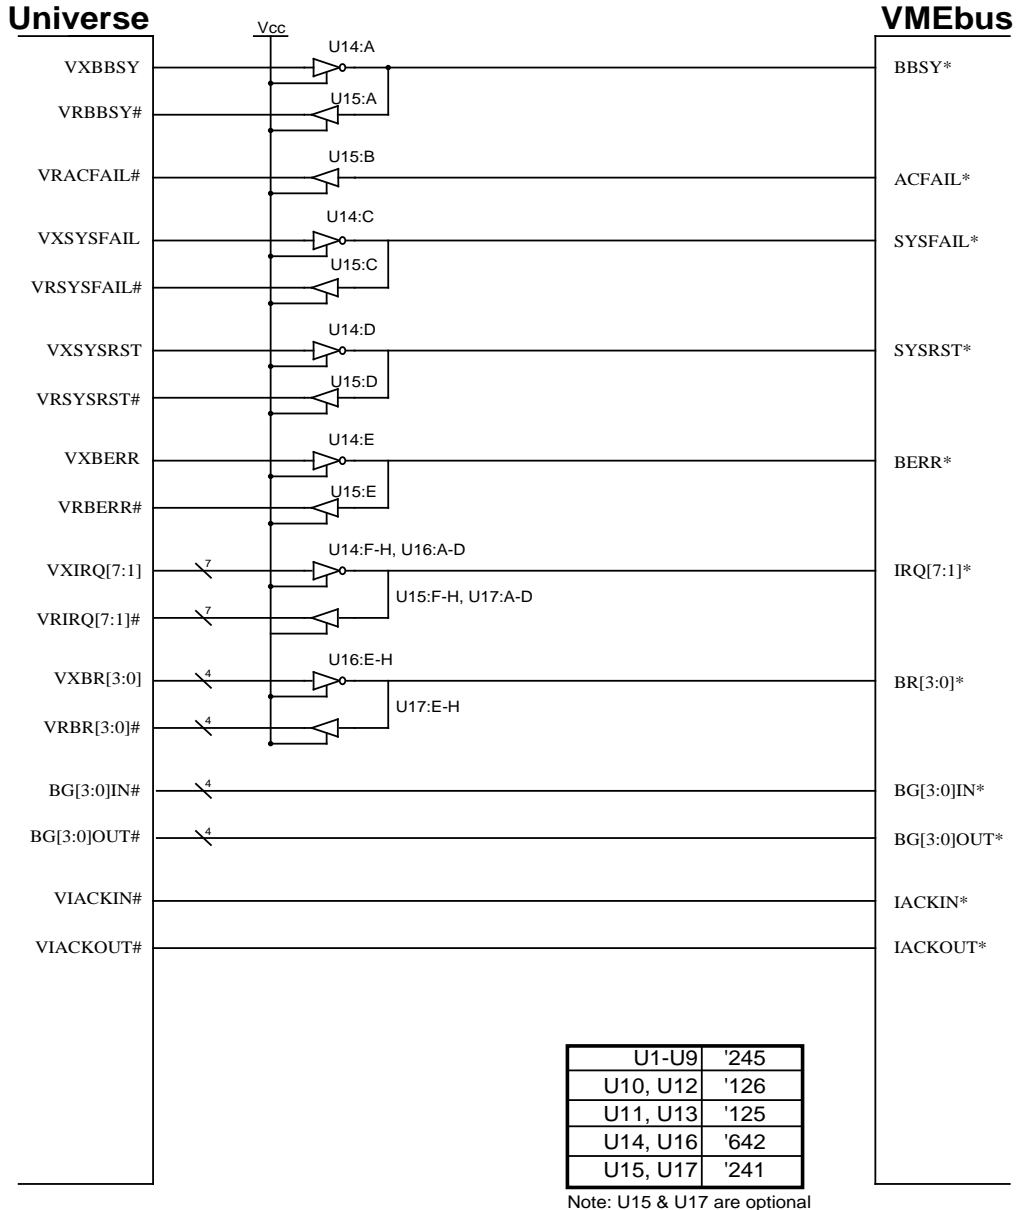 Universe
VMEbus
Vcc
U14:A
VXBBSY
BBSY*
U15:A
VRBBSY#
U15:B
VRACFAIL#
ACFAIL*
U14:C
VXSYSFAIL
SYSFAIL*
U15:C
VRSYSFAIL#
U14:D
VXSYSRST
SYSRST*
U15:D
VRSYSRST#
U14:E
VXBERR
BERR*
U15:E
VRBERR#
U14:F-H, U16:A-D
VXIRQ[7:1]
7
IRQ[7:1]*
U15:F-H, U17:A-D
VRIRQ[7:1]#
7
U16:E-H
VXBR[3:0]
4
BR[3:0]*
U17:E-H
VRBR[3:0]#
4
BG[3:0]IN#
4
BG[3:0]IN*
BG[3:0]OUT#
4
BG[3:0]OUT*
VIACKIN#
IACKIN*
VIACKOUT#
IACKOUT*
U1-U9 '245
U10, U12 '126
U11, U13 '125
U14, U16 '642
U15, U17 '241
Note: U15 & U17 are optional